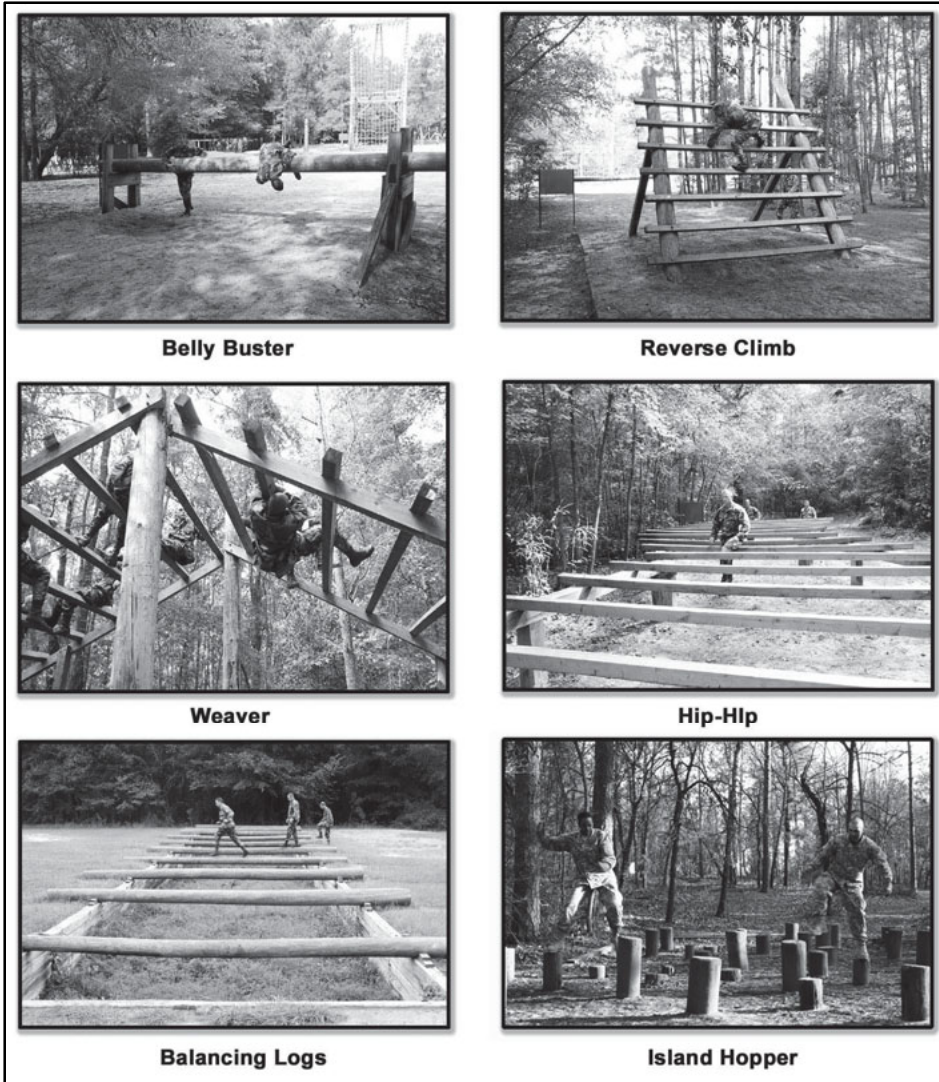 Belly Buster
Reverse Climb
Weaver
Hip-HIp
Balancing Logs
Island Hopper